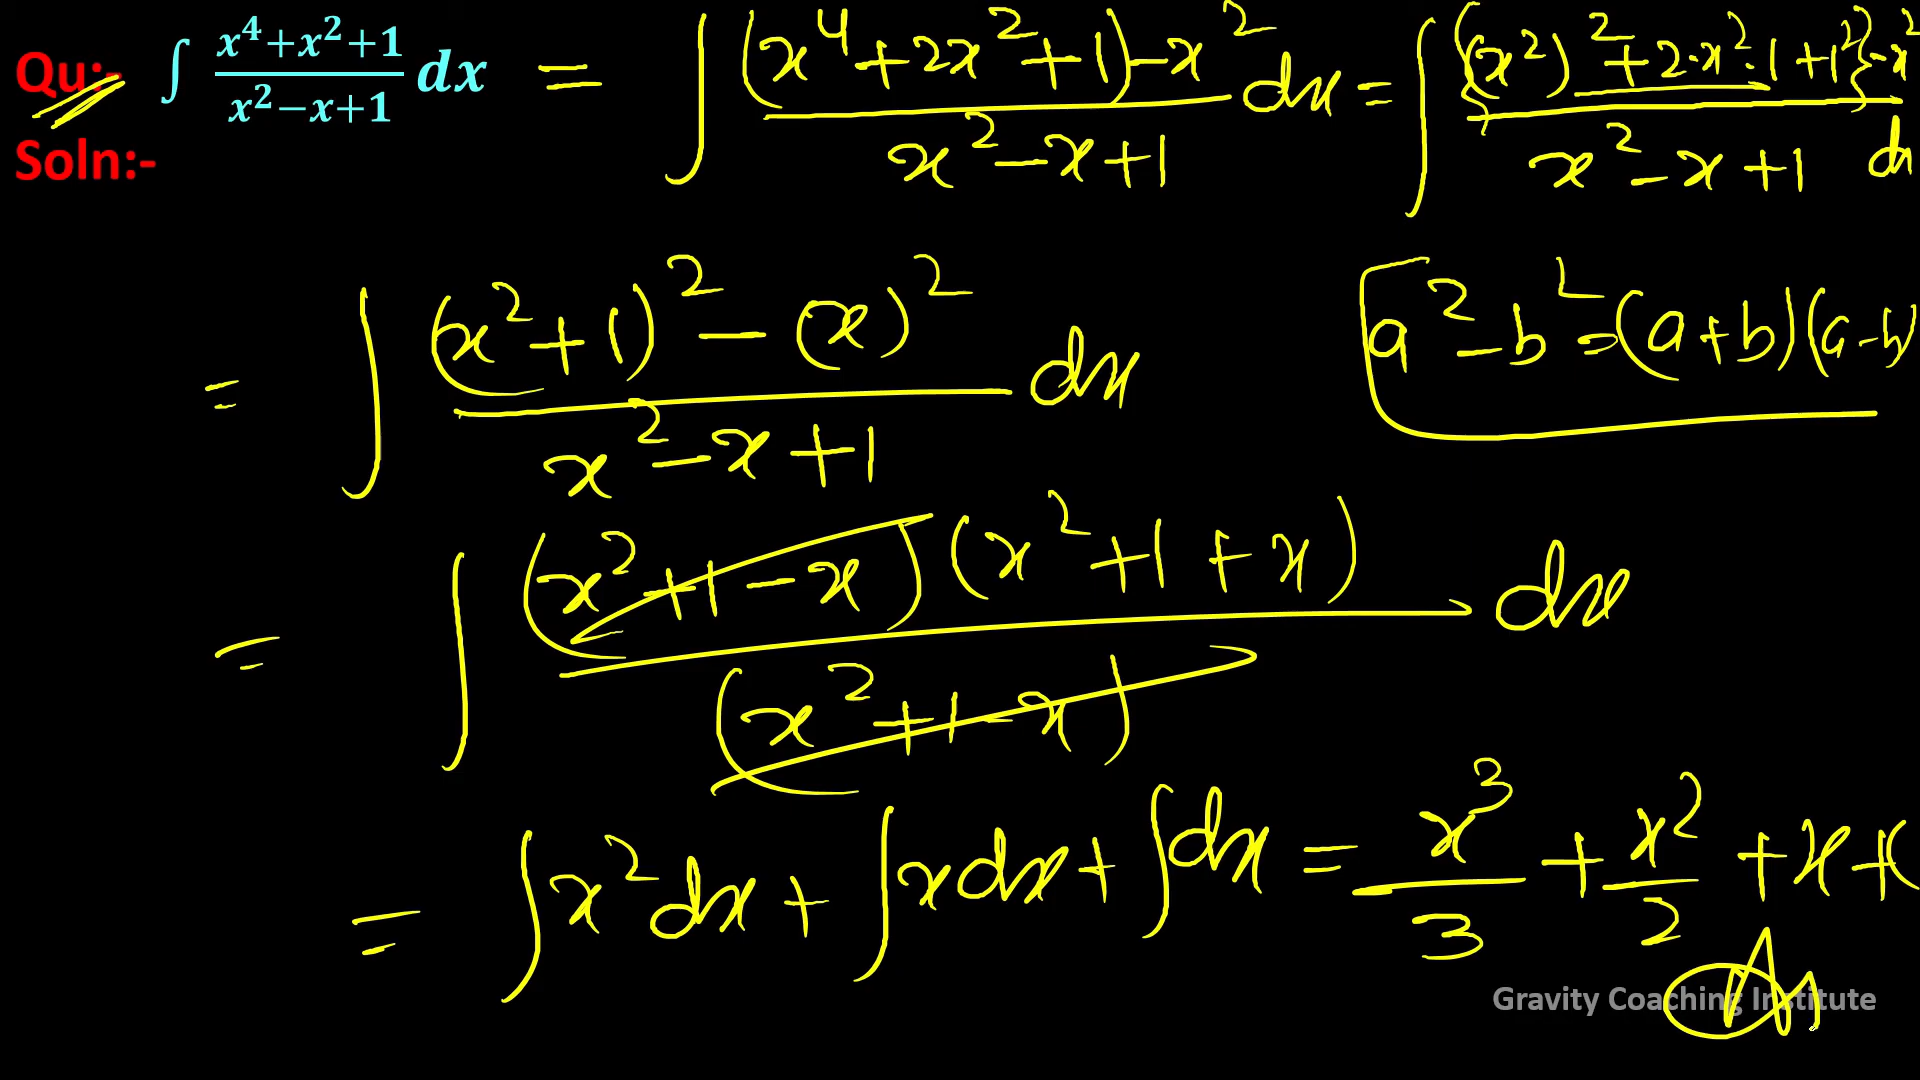 Qu:- ∫ (x⁴+x²+1)/(x²−x+1) dx = ∫ ((x⁴+2x²+1)−x²)/(x²−x+1) dx = ∫ ({(x²)²+2·x²·1+1²}−x²)/(x²−x+1) dx
Soln:-
= ∫ ((x²+1)²−(x)²)/(x²−x+1) dx
a²−b²=(a+b)(a−b)
= ∫ ((x²+1−x)(x²+1+x))/(x²+1−x) dx
= ∫x²dx + ∫xdx + ∫dx = x³/3 + x²/2 + x + C
Gravity Coaching Institute